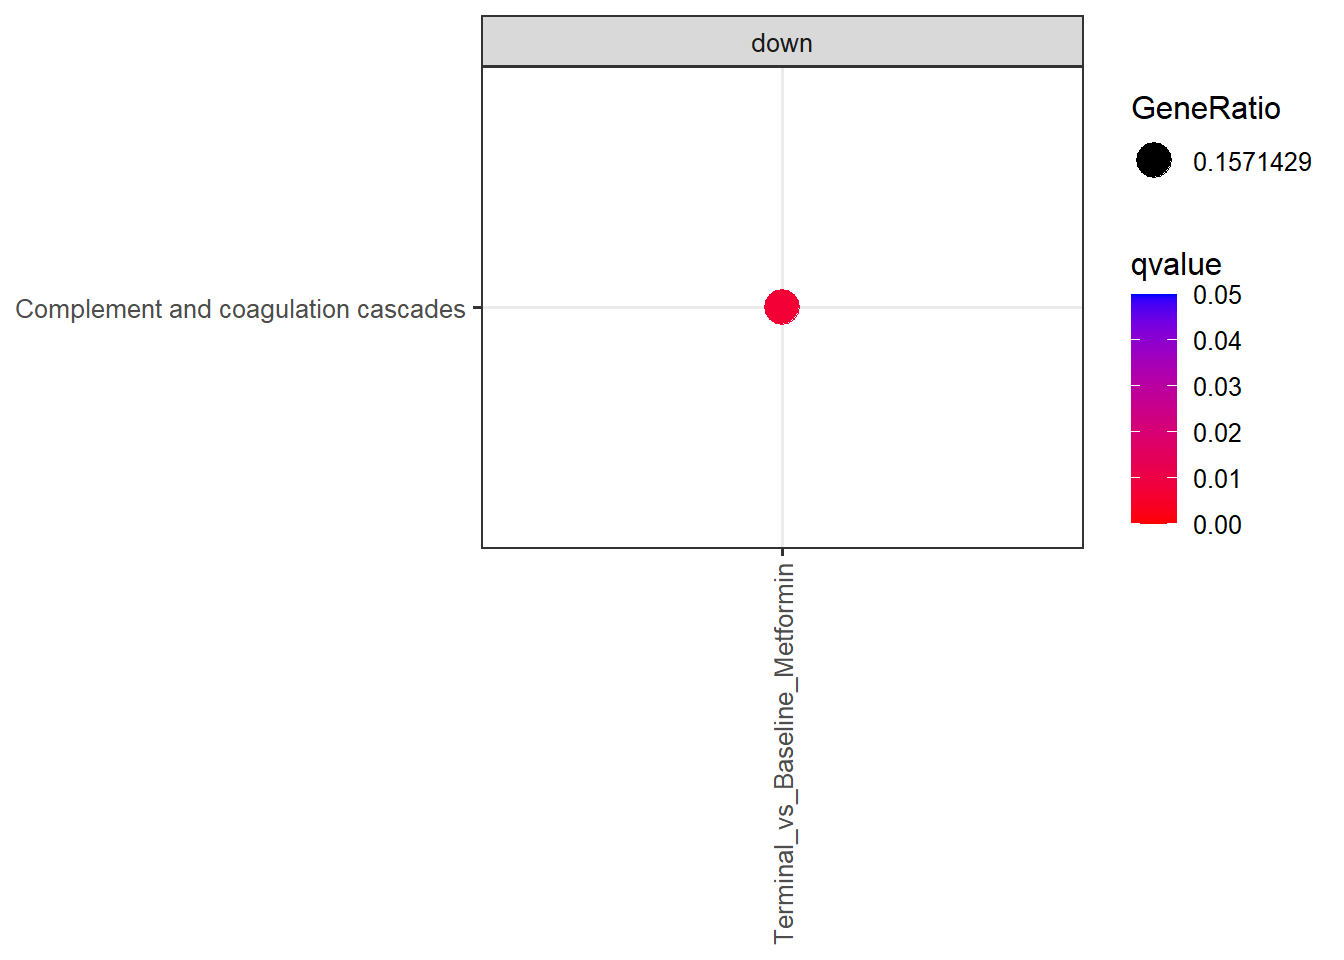 down
Complement and coagulation cascades
Terminal_vs_Baseline_Metformin
GeneRatio
0.1571429
qvalue
0.05
0.04
0.03
0.02
0.01
0.00